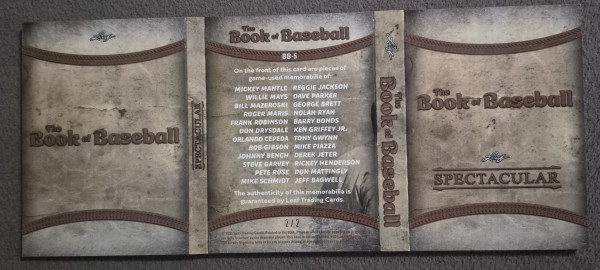 Leaf
The
Book of Baseball
SPECTACULAR
The
Book of Baseball
BB-5
On the front of this card are pieces of
game-used memorabilia of:
MICKEY MANTLE REGGIE JACKSON
WILLIE MAYS DAVE PARKER
BILL MAZEROSKI GEORGE BRETT
ROGER MARIS NOLAN RYAN
FRANK ROBINSON BARRY BONDS
DON DRYSDALE KEN GRIFFEY JR.
ORLANDO CEPEDA TONY GWYNN
BOB GIBSON MIKE PIAZZA
JOHNNY BENCH DEREK JETER
STEVE GARVEY RICKEY HENDERSON
PETE ROSE DON MATTINGLY
MIKE SCHMIDT JEFF BAGWELL
The authenticity of this memorabilia is
guaranteed by Leaf Trading Cards.
2/2
Leaf
The
Book of Baseball
Leaf
The
Book of Baseball
Leaf
SPECTACULAR